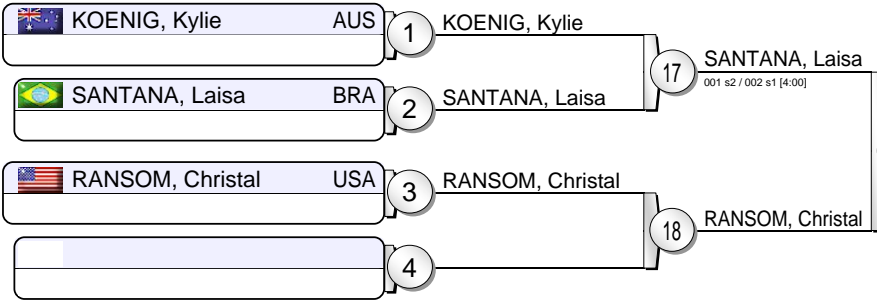 KOENIG, Kylie AUS
1
KOENIG, Kylie
17
SANTANA, Laisa
001 s2 / 002 s1 [4:00]
SANTANA, Laisa BRA
2
SANTANA, Laisa
RANSOM, Christal USA
3
RANSOM, Christal
18
RANSOM, Christal
4